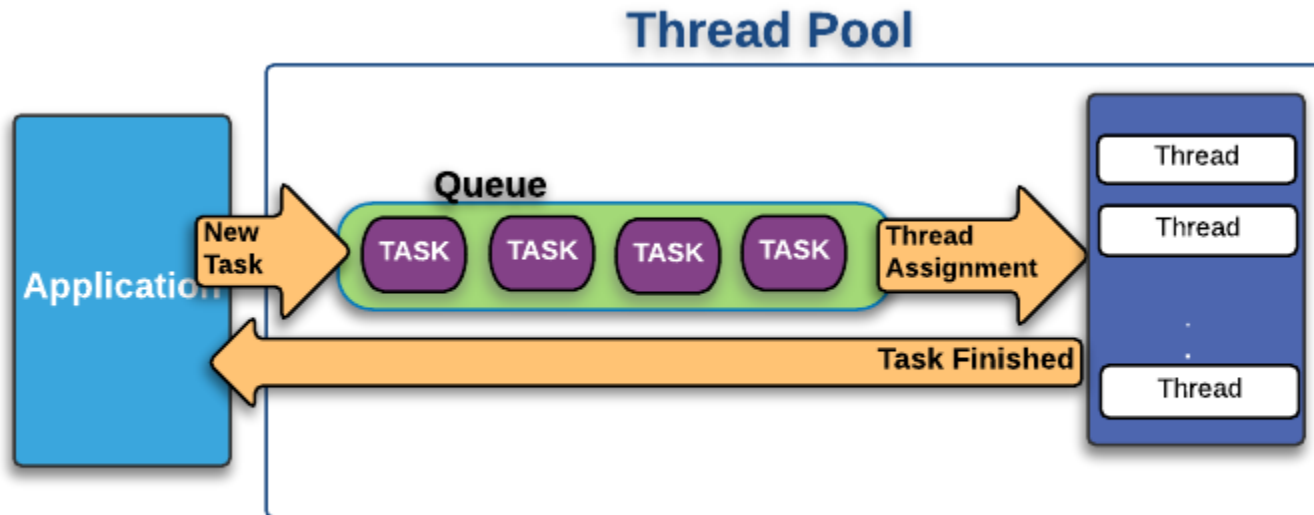 Thread Pool
Application
New
Task
Queue
TASK
TASK
TASK
TASK
Thread
Assignment
Task Finished
Thread
Thread
.
.
Thread